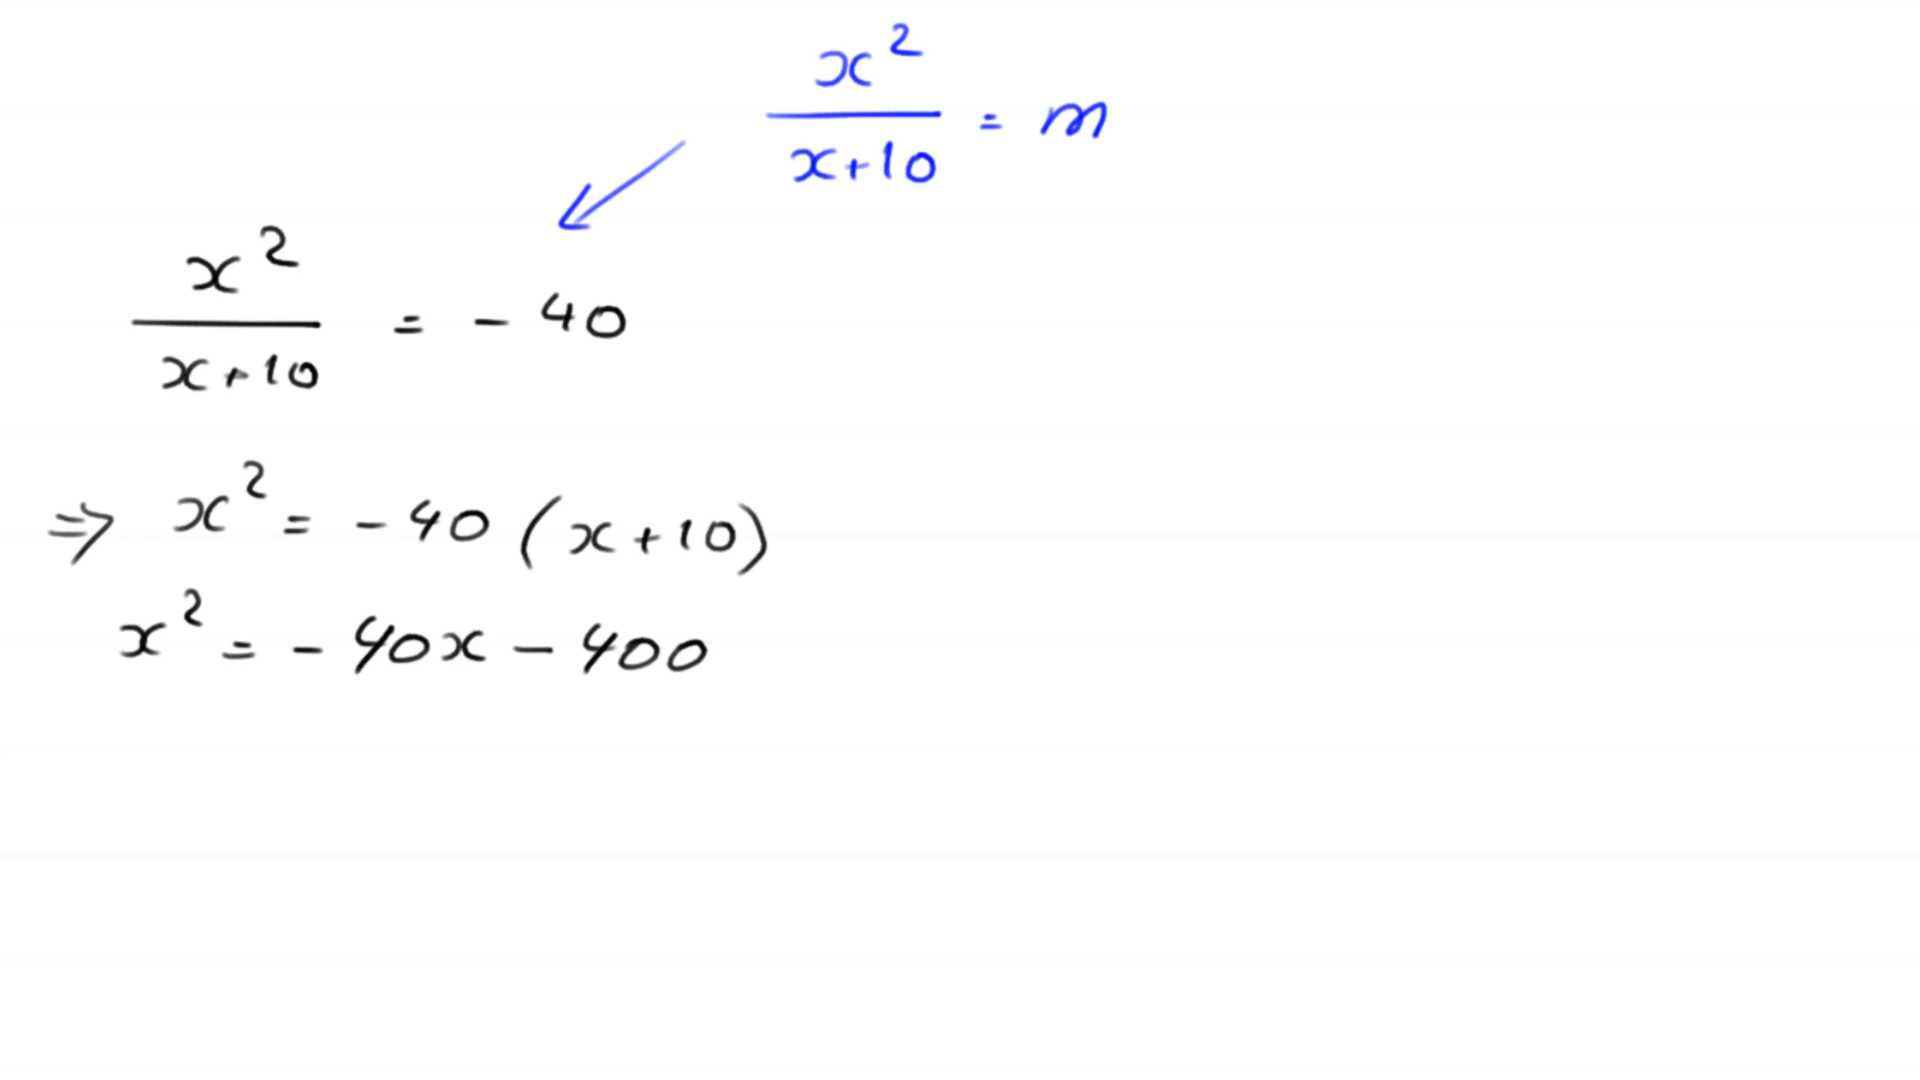 x²/(x+10) = m
x²/(x+10) = -40
⇒ x² = -40(x+10)
x² = -40x - 400